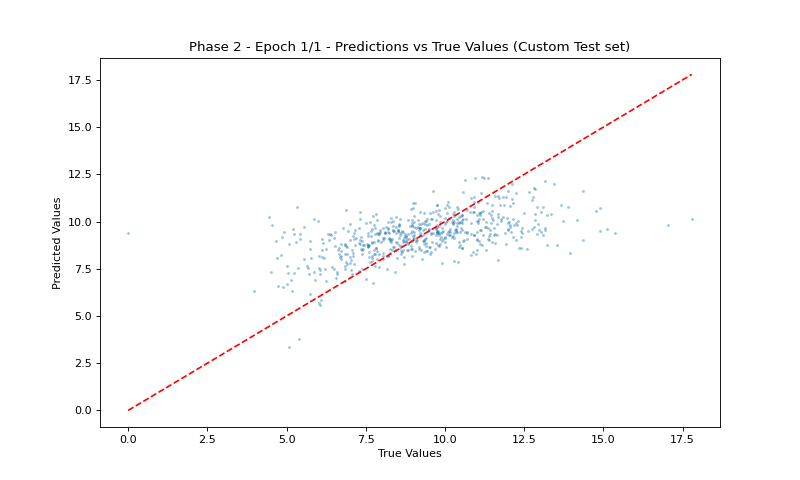 Phase 2 - Epoch 1/1 - Predictions vs True Values (Custom Test set)
Predicted Values
17.5
15.0
12.5
10.0
7.5
5.0
2.5
0.0
0.0 2.5 5.0 7.5 10.0 12.5 15.0 17.5
True Values